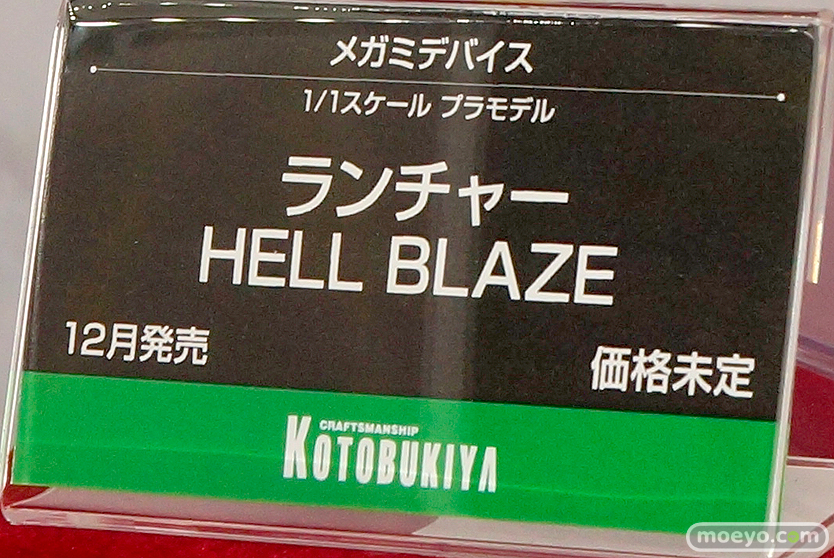 メガミデバイス
1/1スケール プラモデル
ランチャー
HELL BLAZE
12月発売
価格未定
CRAFTSMANSHIP
KOTOBUKIYA
moeyo.com